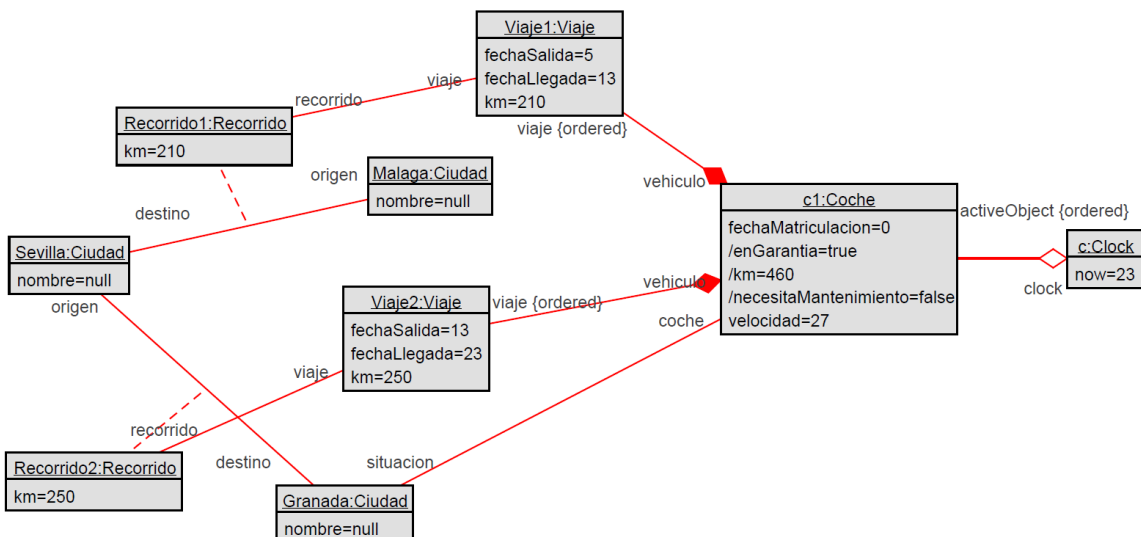 Viaje1:Viaje
fechaSalida=5
fechaLlegada=13
km=210
viaje
recorrido
viaje {ordered}
Recorrido1:Recorrido
km=210
origen
Malaga:Ciudad
nombre=null
destino
vehiculo
c1:Coche
fechaMatriculacion=0
/enGarantia=true
/km=460
/necesitaMantenimiento=false
velocidad=27
activeObject {ordered}
c:Clock
now=23
clock
Sevilla:Ciudad
nombre=null
origen
vehiculo
viaje {ordered}
Viaje2:Viaje
fechaSalida=13
fechaLlegada=23
km=250
coche
viaje
recorrido
Recorrido2:Recorrido
km=250
destino
situacion
Granada:Ciudad
nombre=null